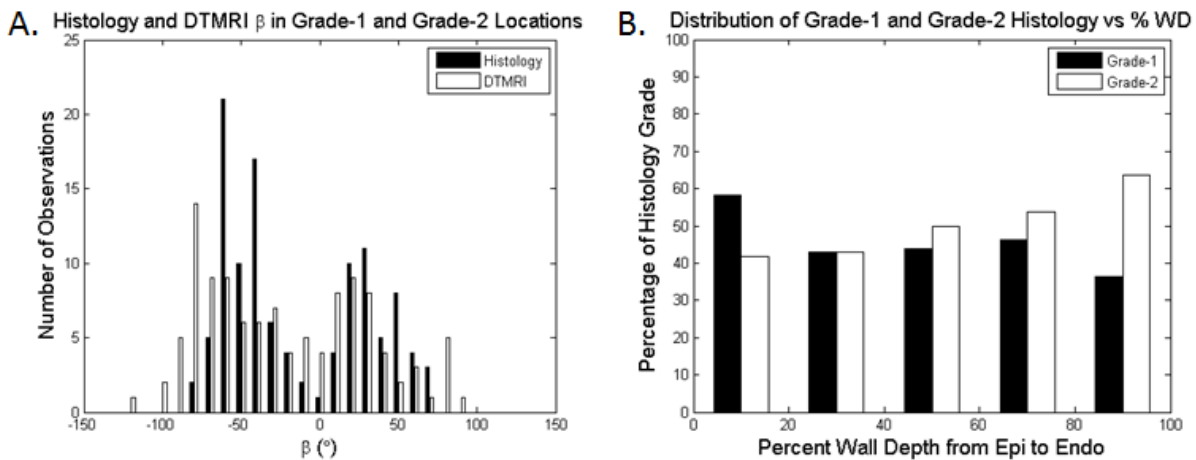 A. Histology and DTMRI β in Grade-1 and Grade-2 Locations
Number of Observations
25
20
15
10
5
0
-150 -100 -50 0 50 100 150
β (°)
Histology
DTMRI
B. Distribution of Grade-1 and Grade-2 Histology vs % WD
Percentage of Histology Grade
100
90
80
70
60
50
40
30
20
10
0
0 20 40 60 80 100
Percent Wall Depth from Epi to Endo
Grade-1
Grade-2